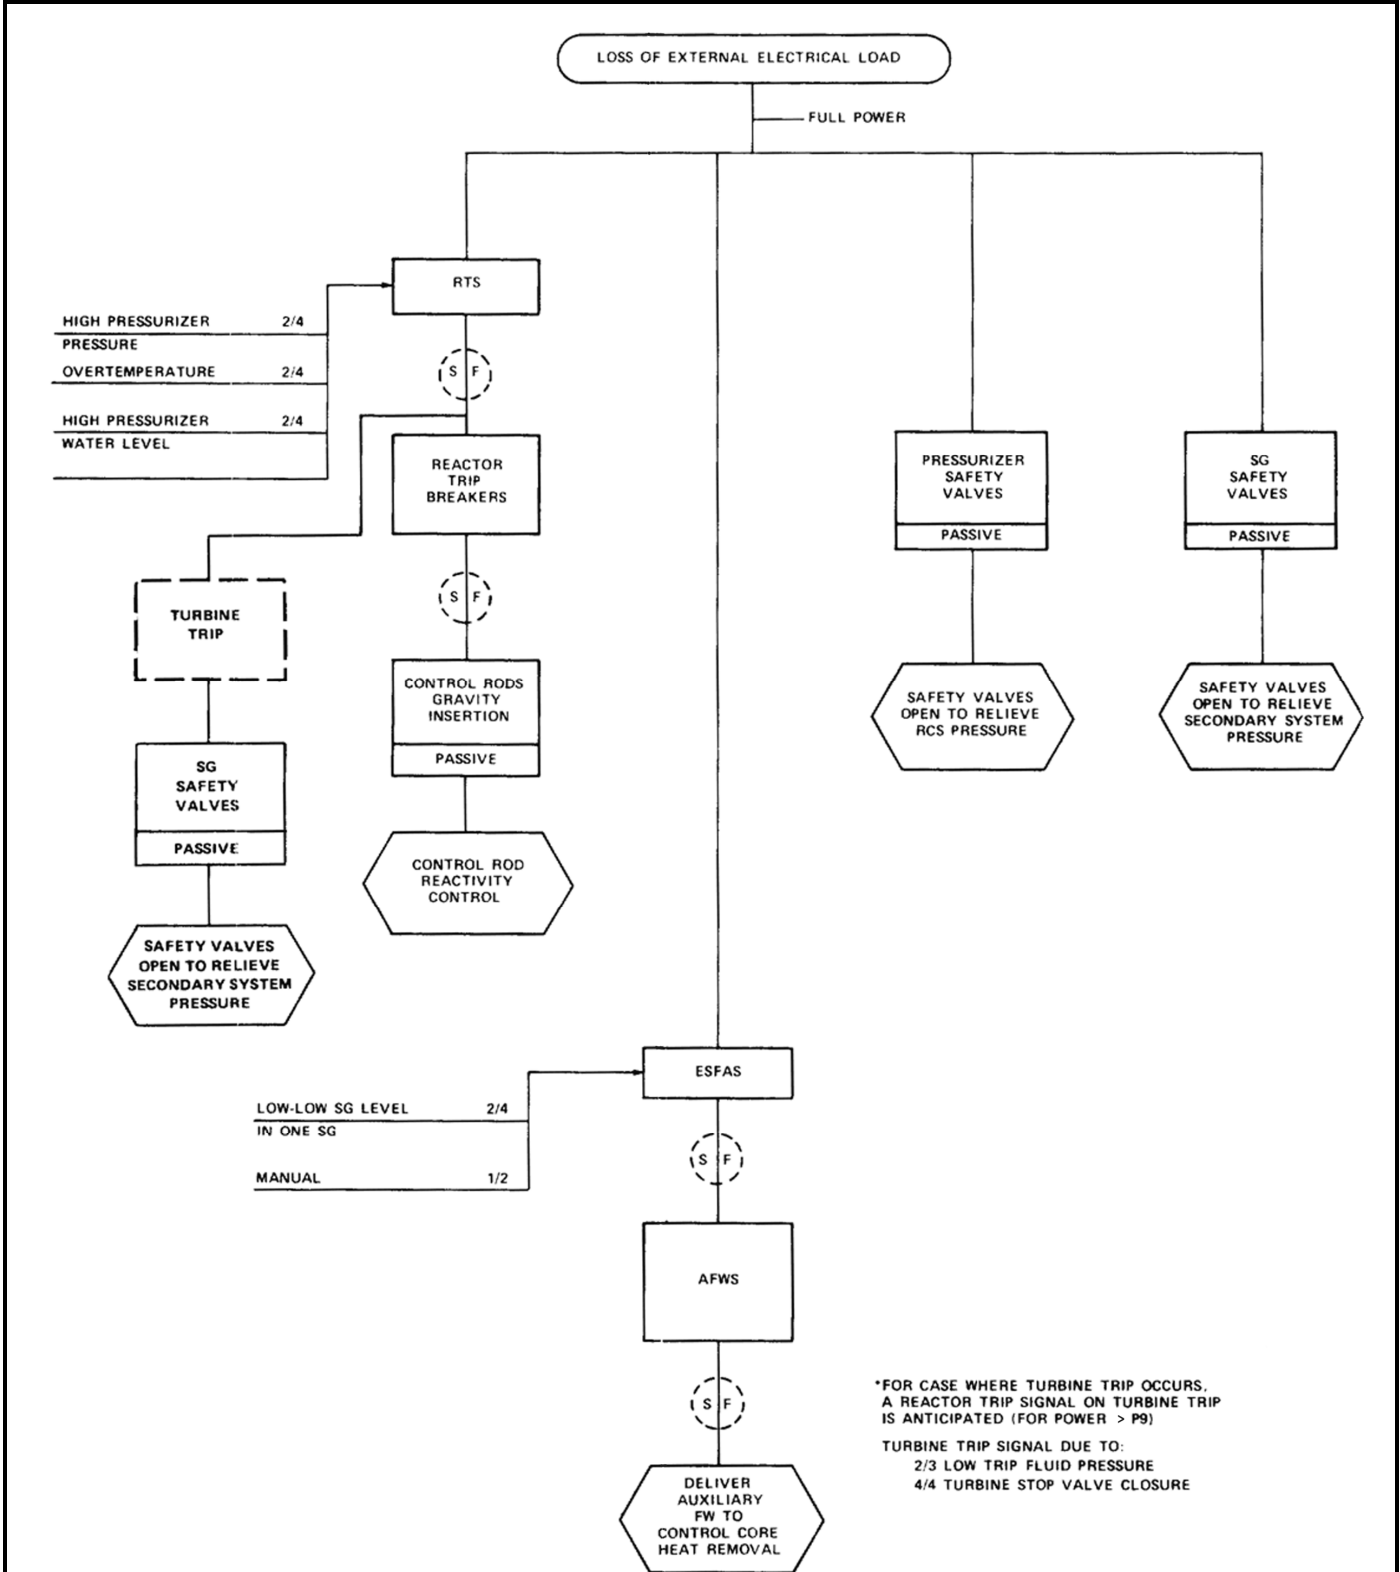 LOSS OF EXTERNAL ELECTRICAL LOAD
FULL POWER
RTS
HIGH PRESSURIZER 2/4
PRESSURE
OVERTEMPERATURE 2/4
HIGH PRESSURIZER 2/4
WATER LEVEL
S F
REACTOR
TRIP
BREAKERS
PRESSURIZER
SAFETY
VALVES
PASSIVE
SG
SAFETY
VALVES
PASSIVE
S F
TURBINE
TRIP
CONTROL RODS
GRAVITY
INSERTION
PASSIVE
SAFETY VALVES
OPEN TO RELIEVE
RCS PRESSURE
SAFETY VALVES
OPEN TO RELIEVE
SECONDARY SYSTEM
PRESSURE
SG
SAFETY
VALVES
PASSIVE
CONTROL ROD
REACTIVITY
CONTROL
SAFETY VALVES
OPEN TO RELIEVE
SECONDARY SYSTEM
PRESSURE
ESFAS
LOW-LOW SG LEVEL 2/4
IN ONE SG
MANUAL 1/2
S F
AFWS
S F
DELIVER
AUXILIARY
FW TO
CONTROL CORE
HEAT REMOVAL
*FOR CASE WHERE TURBINE TRIP OCCURS,
A REACTOR TRIP SIGNAL ON TURBINE TRIP
IS ANTICIPATED (FOR POWER > P9)
TURBINE TRIP SIGNAL DUE TO:
2/3 LOW TRIP FLUID PRESSURE
4/4 TURBINE STOP VALVE CLOSURE